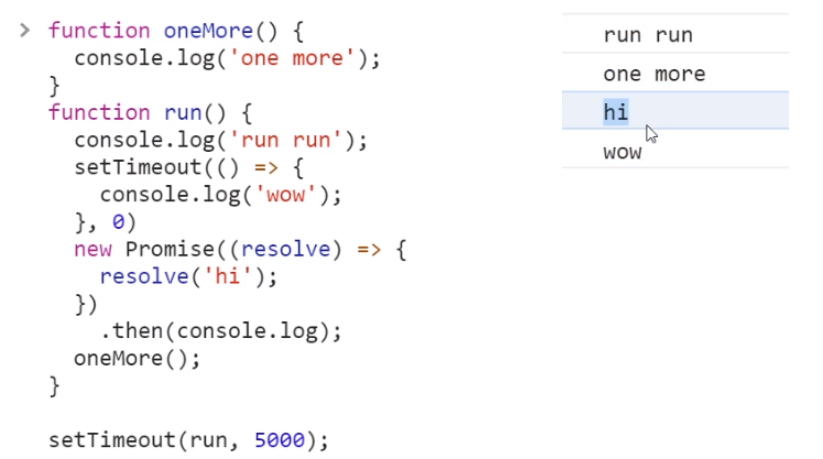 > function oneMore() {
console.log('one more');
}
function run() {
console.log('run run');
setTimeout(() => {
console.log('wow');
}, 0)
new Promise((resolve) => {
resolve('hi');
})
.then(console.log);
oneMore();
}
setTimeout(run, 5000);
run run
one more
hi
wow